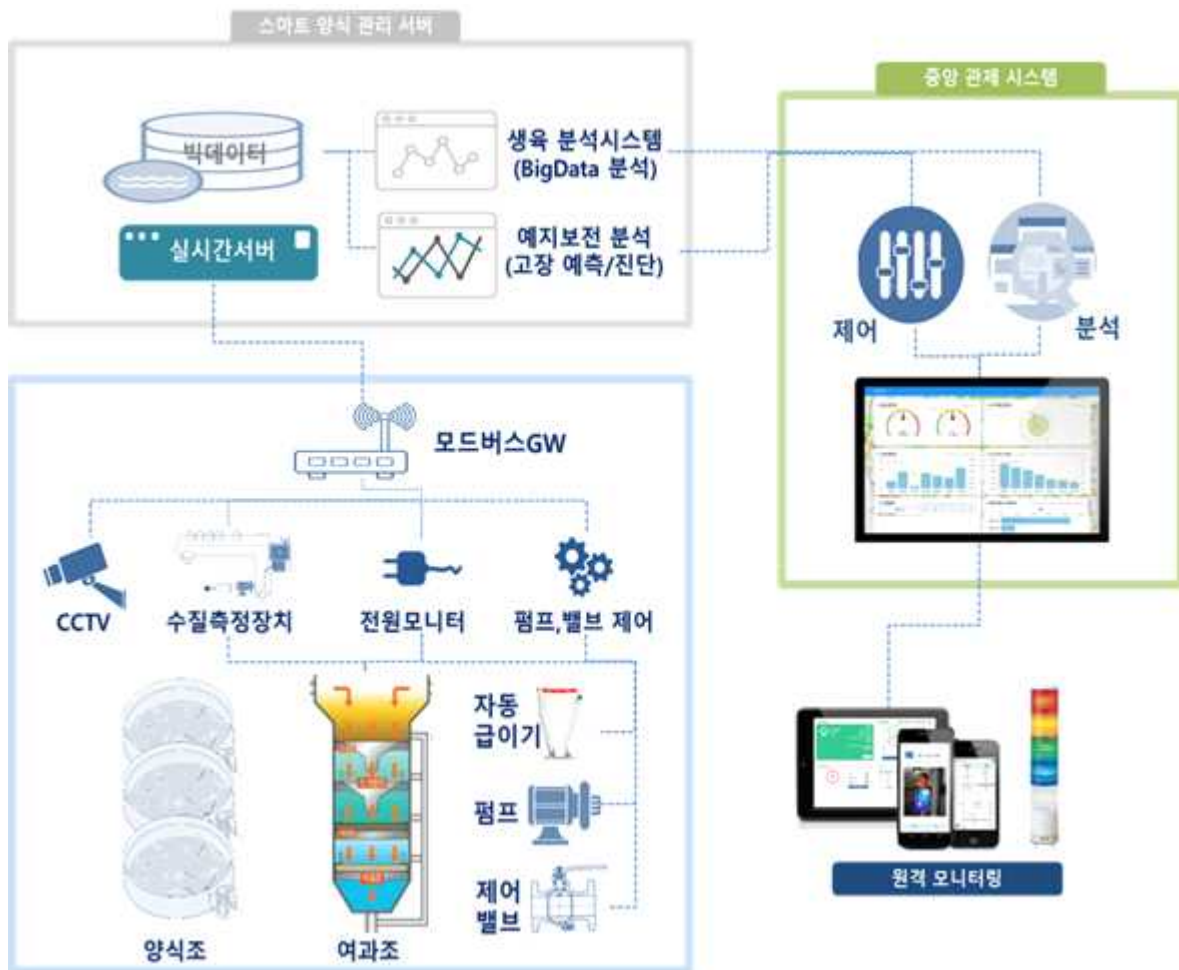 스마트 양식 관리 서버
중앙 관제 시스템
빅데이터
실시간서버
생육 분석시스템
(BigData 분석)
예지보전 분석
(고장 예측/진단)
제어
분석
모드버스GW
CCTV
수질측정장치
전원모니터
펌프,밸브 제어
자동
급이기
펌프
제어
밸브
양식조
여과조
원격 모니터링